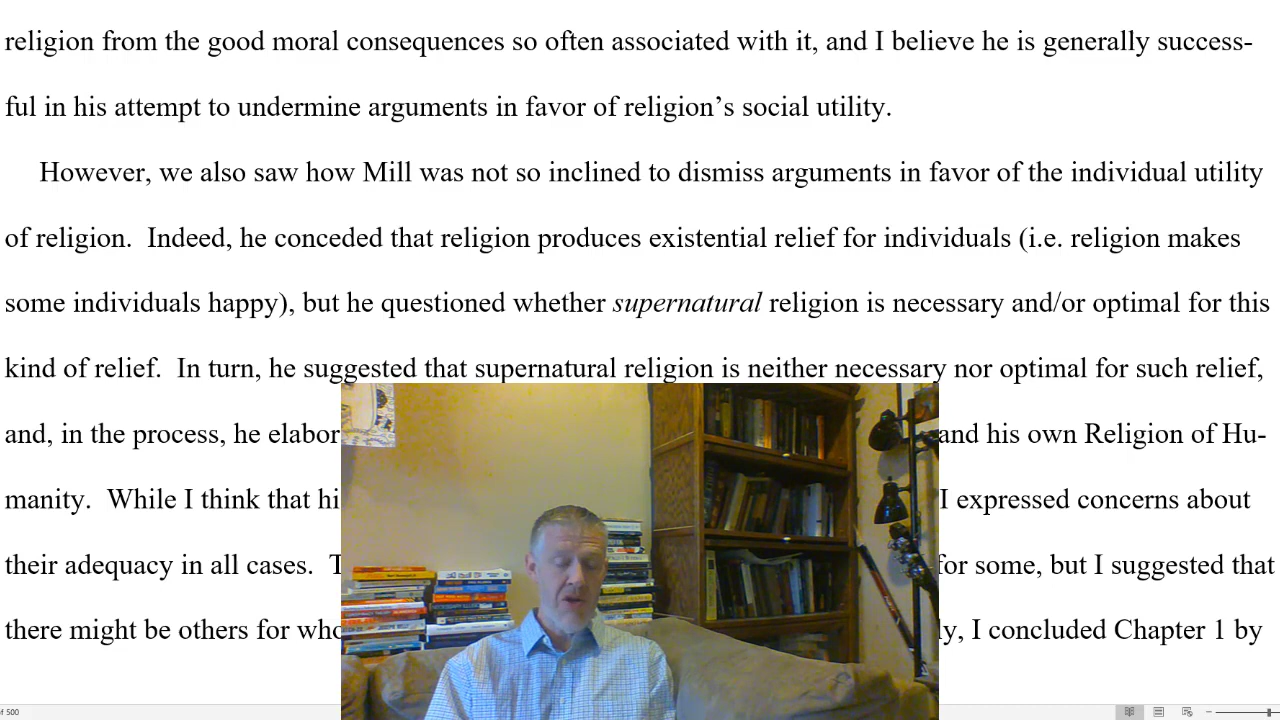 religion from the good moral consequences so often associated with it, and I believe he is generally success-
ful in his attempt to undermine arguments in favor of religion’s social utility.
However, we also saw how Mill was not so inclined to dismiss arguments in favor of the individual utility
of religion. Indeed, he conceded that religion produces existential relief for individuals (i.e. religion makes
some individuals happy), but he questioned whether supernatural religion is necessary and/or optimal for this
kind of relief. In turn, he suggested that supernatural religion is neither necessary nor optimal for such relief,
and, in the process, he elabor and his own Religion of Hu-
manity. While I think that hi I expressed concerns about
their adequacy in all cases. T for some, but I suggested that
there might be others for who ly, I concluded Chapter 1 by
of 500